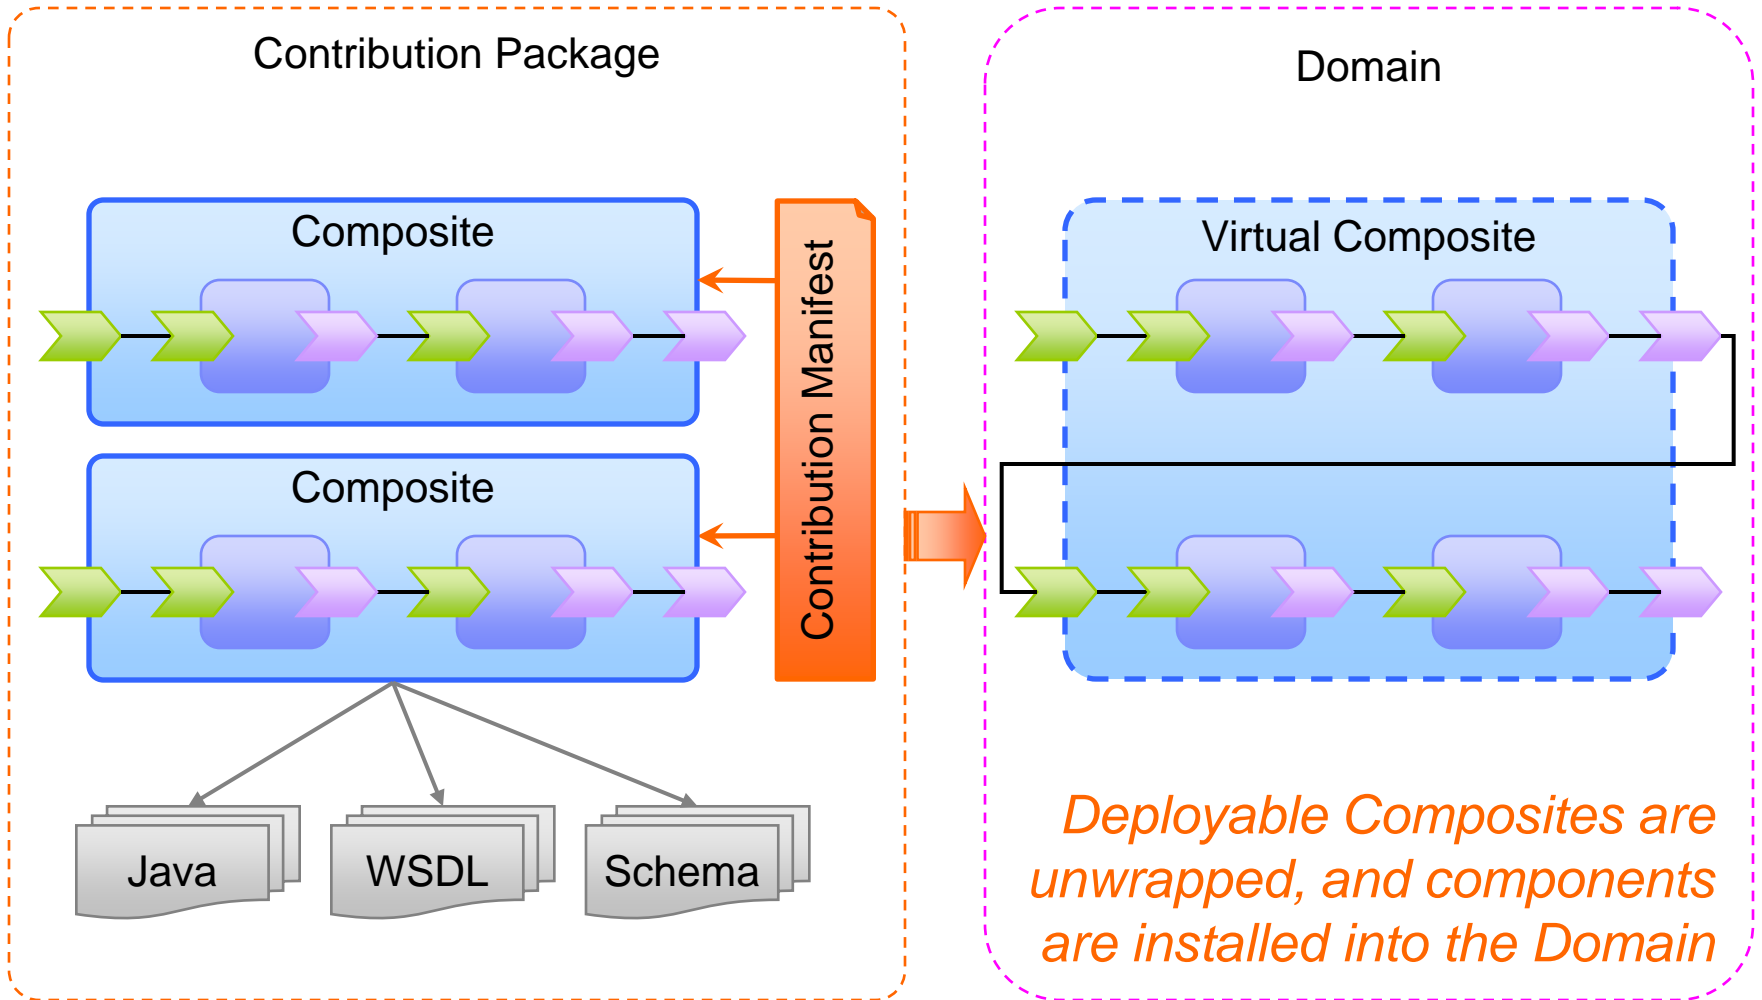 Contribution Package
Composite
Composite
Contribution Manifest
Java
WSDL
Schema
Domain
Virtual Composite
Deployable Composites are
unwrapped, and components
are installed into the Domain